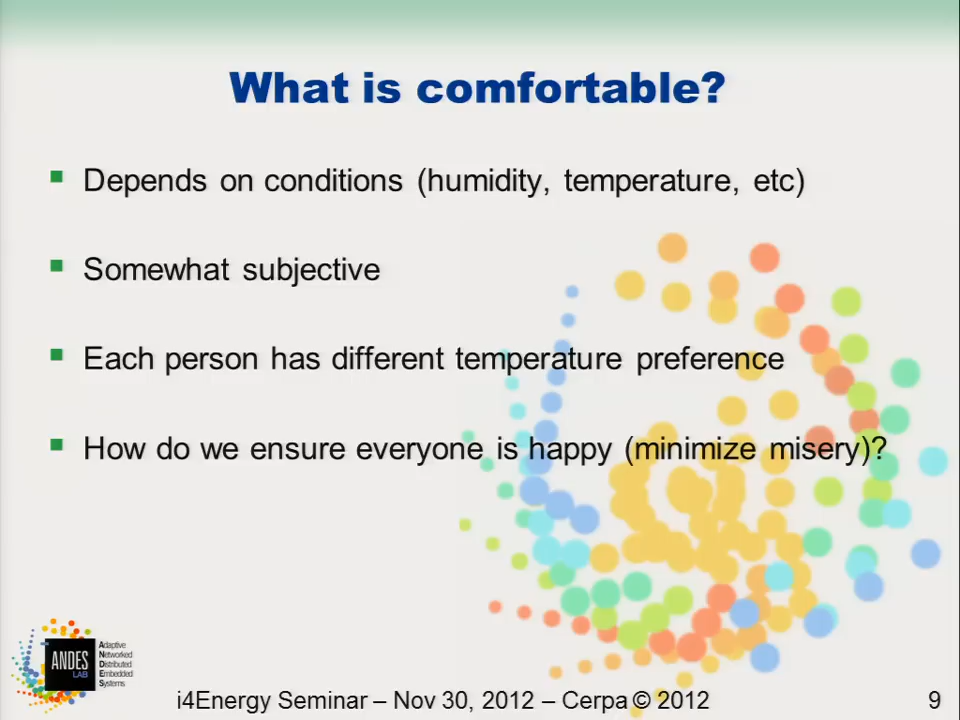 What is comfortable?
Depends on conditions (humidity, temperature, etc)
Somewhat subjective
Each person has different temperature preference
How do we ensure everyone is happy (minimize misery)?
ANDES
LAB
Adaptive
Networked
Distributed
Embedded
Systems
i4Energy Seminar – Nov 30, 2012 – Cerpa © 2012
9